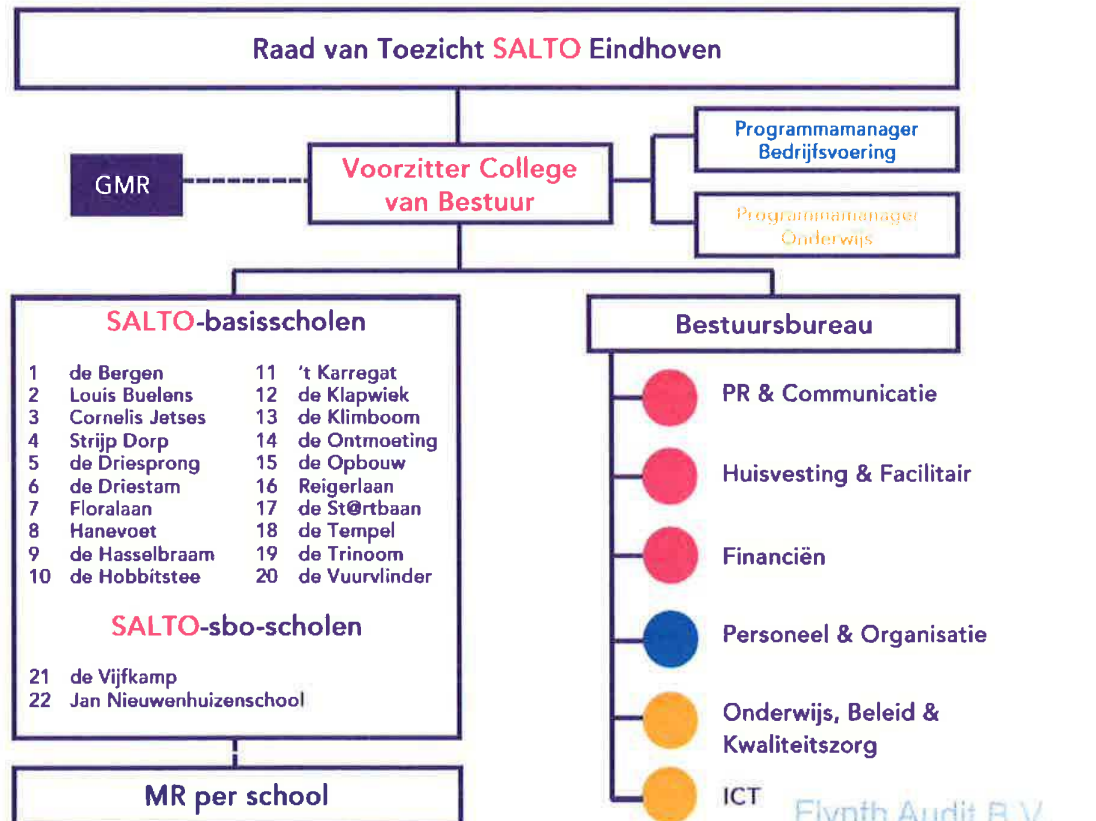 Raad van Toezicht SALTO Eindhoven
Programmamanager
Bedrijfsvoering
GMR
Voorzitter College
van Bestuur
Programmamanager
Onderwijs
SALTO-basisscholen
1 de Bergen
2 Louis Buelens
3 Cornelis Jetses
4 Strijp Dorp
5 de Driesprong
6 de Driestam
7 Floralaan
8 Hanevoet
9 de Hasselbraam
10 de Hobbitstee
11 't Karregat
12 de Klapwiek
13 de Klimboom
14 de Ontmoeting
15 de Opbouw
16 Reigerlaan
17 de St@rtbaan
18 de Tempel
19 de Trinoom
20 de Vuurvlinder
SALTO-sbo-scholen
21 de Vijfkamp
22 Jan Nieuwenhuizenschool
MR per school
Bestuursbureau
PR & Communicatie
Huisvesting & Facilitair
Financiën
Personeel & Organisatie
Onderwijs, Beleid &
Kwaliteitszorg
ICT
Flynth Audit B.V.